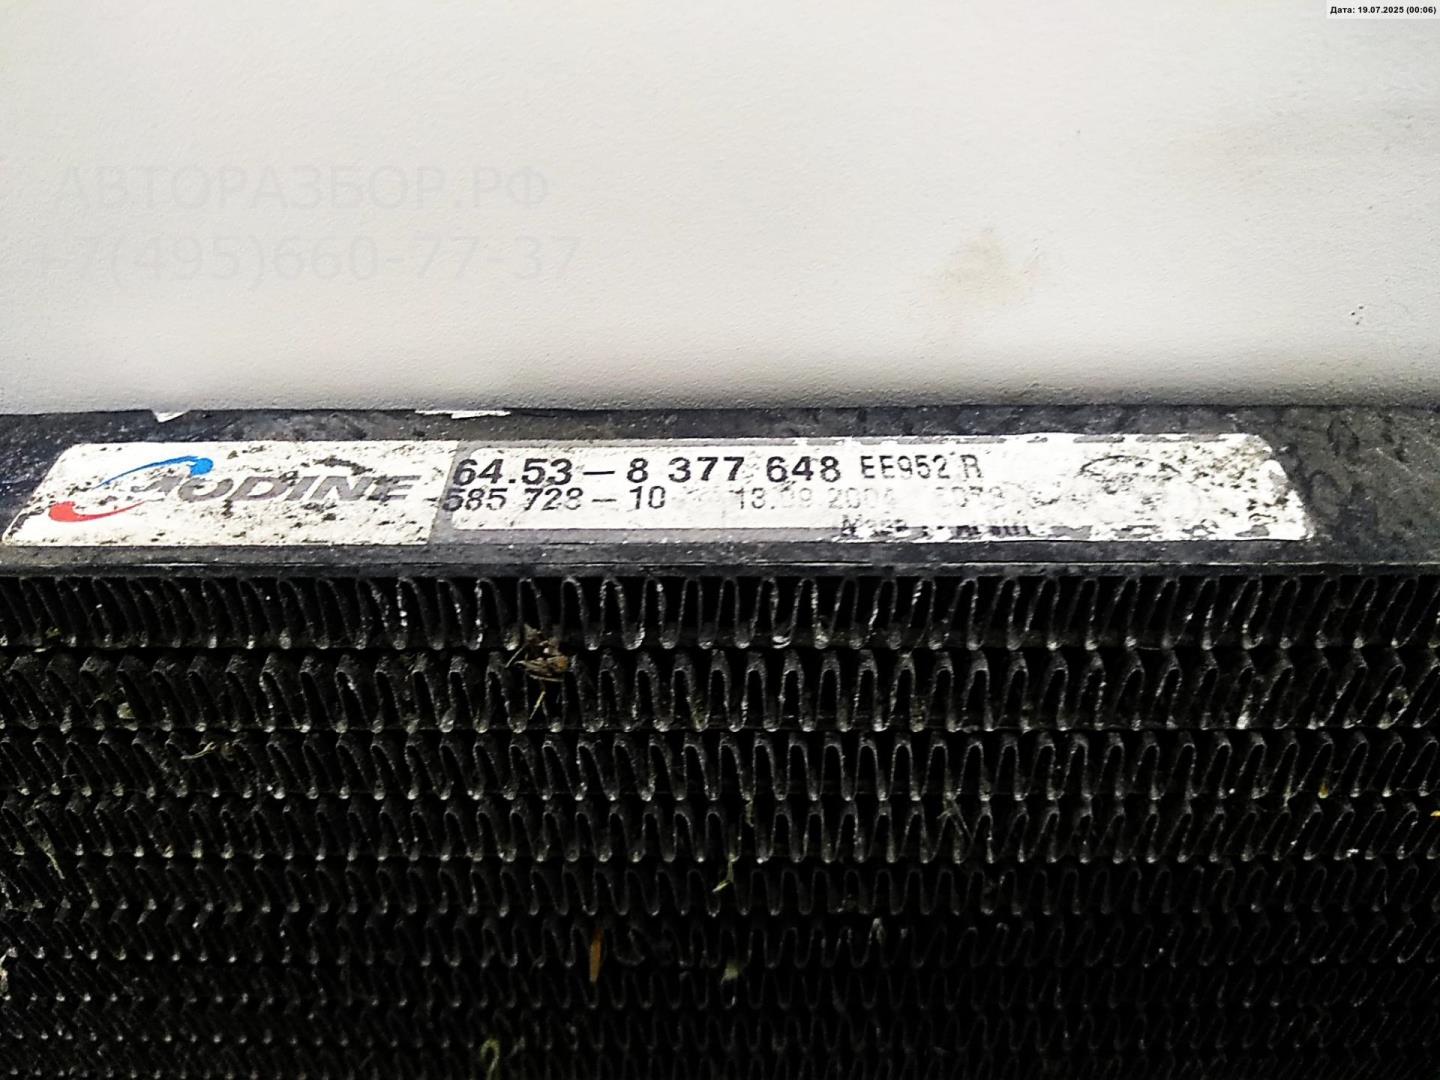 Дата: 19.07.2025 (00:06)
АВТОРАЗБОР.РФ
+7(495)660-77-37
MODINE
64.53-8 377 648 EE952 R
585 728-10